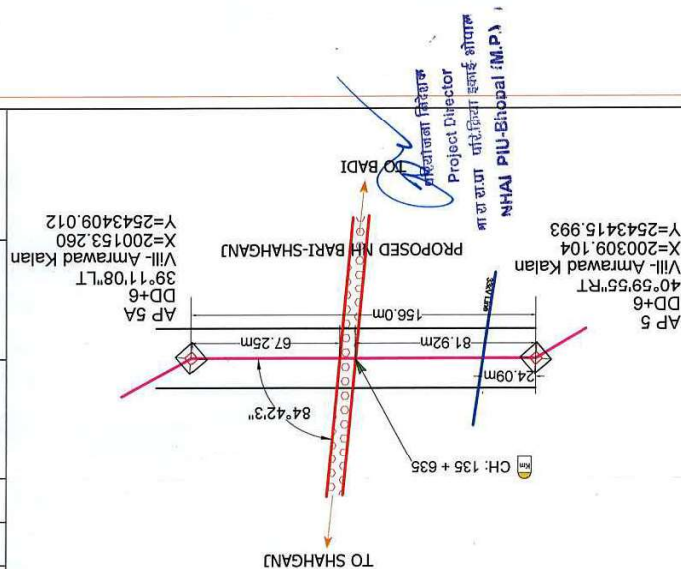 TO SHAHGANJ
CH: 135 + 635
Km
84°42'3"
24.09m
81.92m
67.25m
156.0m
33kV Line
AP 5
DD+6
40°59'55"RT
Vill- Amrawad Kalan
X=200309.104
Y=2543415.993
AP 5A
DD+6
39°11'08"LT
Vill- Amrawad Kalan
X=200153.260
Y=2543409.012
PROPOSED NH BARI-SHAHGANJ
TO BADI
परियोजना निदेशक
Project Director
भा रा रा प्रा परि.क्रिया इकाई भोपाल
NHAI PIU-Bhopal (M.P.)